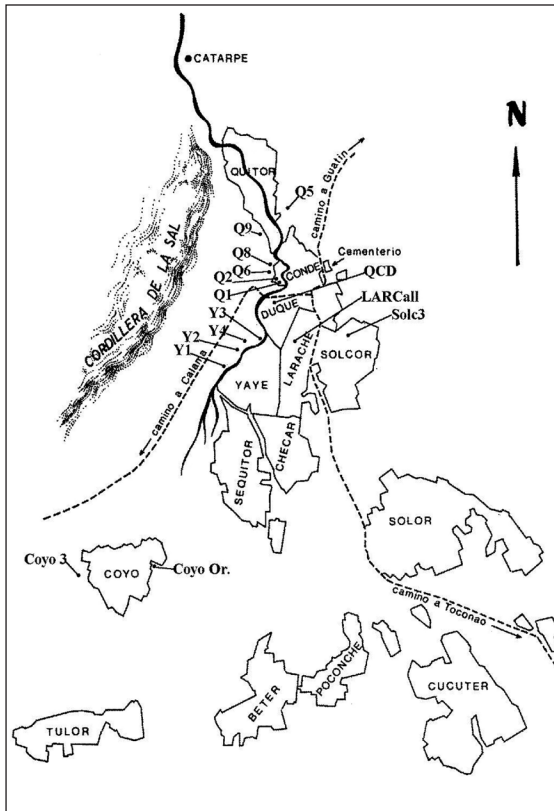 CATARPE
N
QUITOR
Q5
camino a Guatin
Q9
CORDILLERA DE LA SAL
Q8
Q6
Q2
Q1
CONDE
Cementerio
QCD
DUQUE
LARCall
Solc3
Y3
Y4
Y2
Y1
LARACHE
SOLCOR
camino a Calama
YAYE
CHECAR
SEQUITOR
SOLOR
Coyo 3
COYO
Coyo Or.
camino a Toconao
BETER
POCONCHE
CUCUTER
TULOR